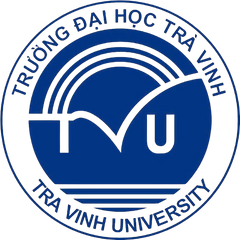 TRƯỜNG ĐẠI HỌC TRÀ VINH
TVU
TRA VINH UNIVERSITY